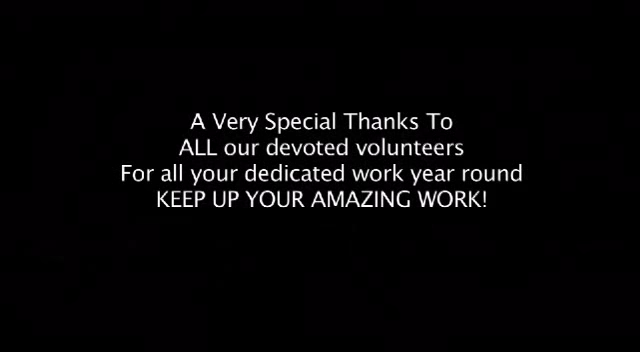 A Very Special Thanks To
ALL our devoted volunteers
For all your dedicated work year round
KEEP UP YOUR AMAZING WORK!